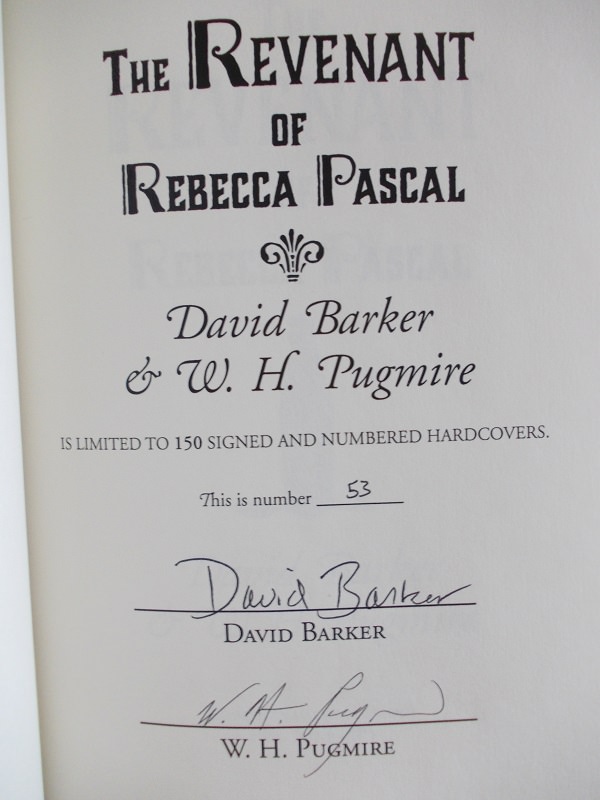 THE REVENANT
OF
REBECCA PASCAL
David Barker
& W. H. Pugmire
IS LIMITED TO 150 SIGNED AND NUMBERED HARDCOVERS.
This is number 53
David Barker
DAVID BARKER
W. H. Pugm
W. H. PUGMIRE